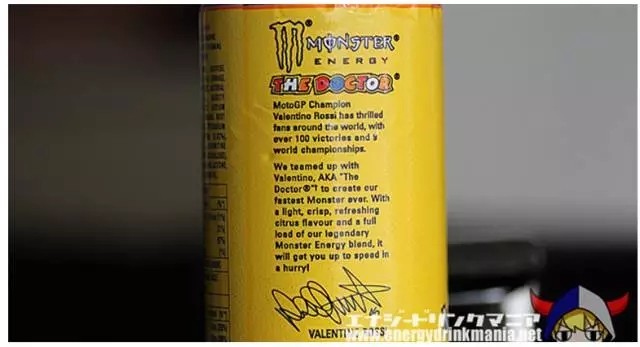 MONSTER®
ENERGY
THE DOCTOR®
MotoGP Champion
Valentino Rossi has thrilled
fans around the world, with
over 100 victories and
world championships.
We teamed up with
Valentino, AKA "The
Doctor®"! to create our
fastest Monster ever. With
a light, crisp, refreshing
citrus flavour and a full
load of our legendary
Monster Energy blend, it
will get you up to speed in
a hurry!
VALENTINO ROSSI
エナジードリンクマニア
www.energydrinkmania.net